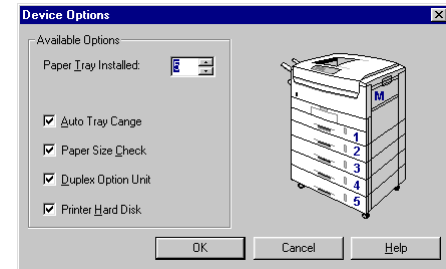 Device Options
Available Options
Paper Tray Installed:
M
Auto Tray Cange
1
Paper Size Check
2
3
Duplex Option Unit
4
Printer Hard Disk
5
OK Cancel Help